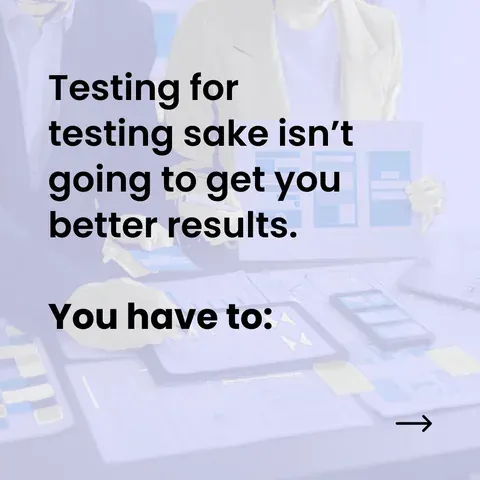 Testing for
testing sake isn’t
going to get you
better results.
You have to: